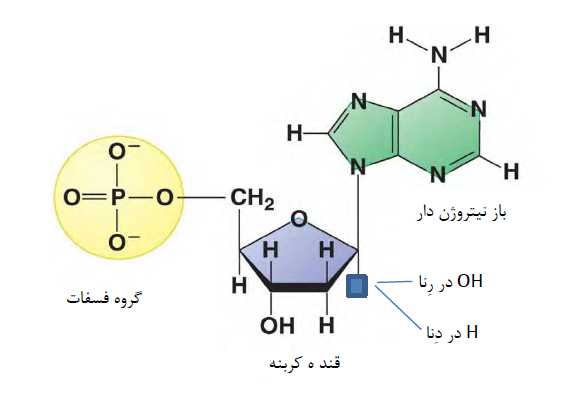 H H
N
N N
H
N N H
O⁻
O=P—O—CH₂
O⁻
O
H H
H
OH H
باز نیتروژن دار
گروه فسفات
قند ه کربنه
OH در رِنا
H در دِنا